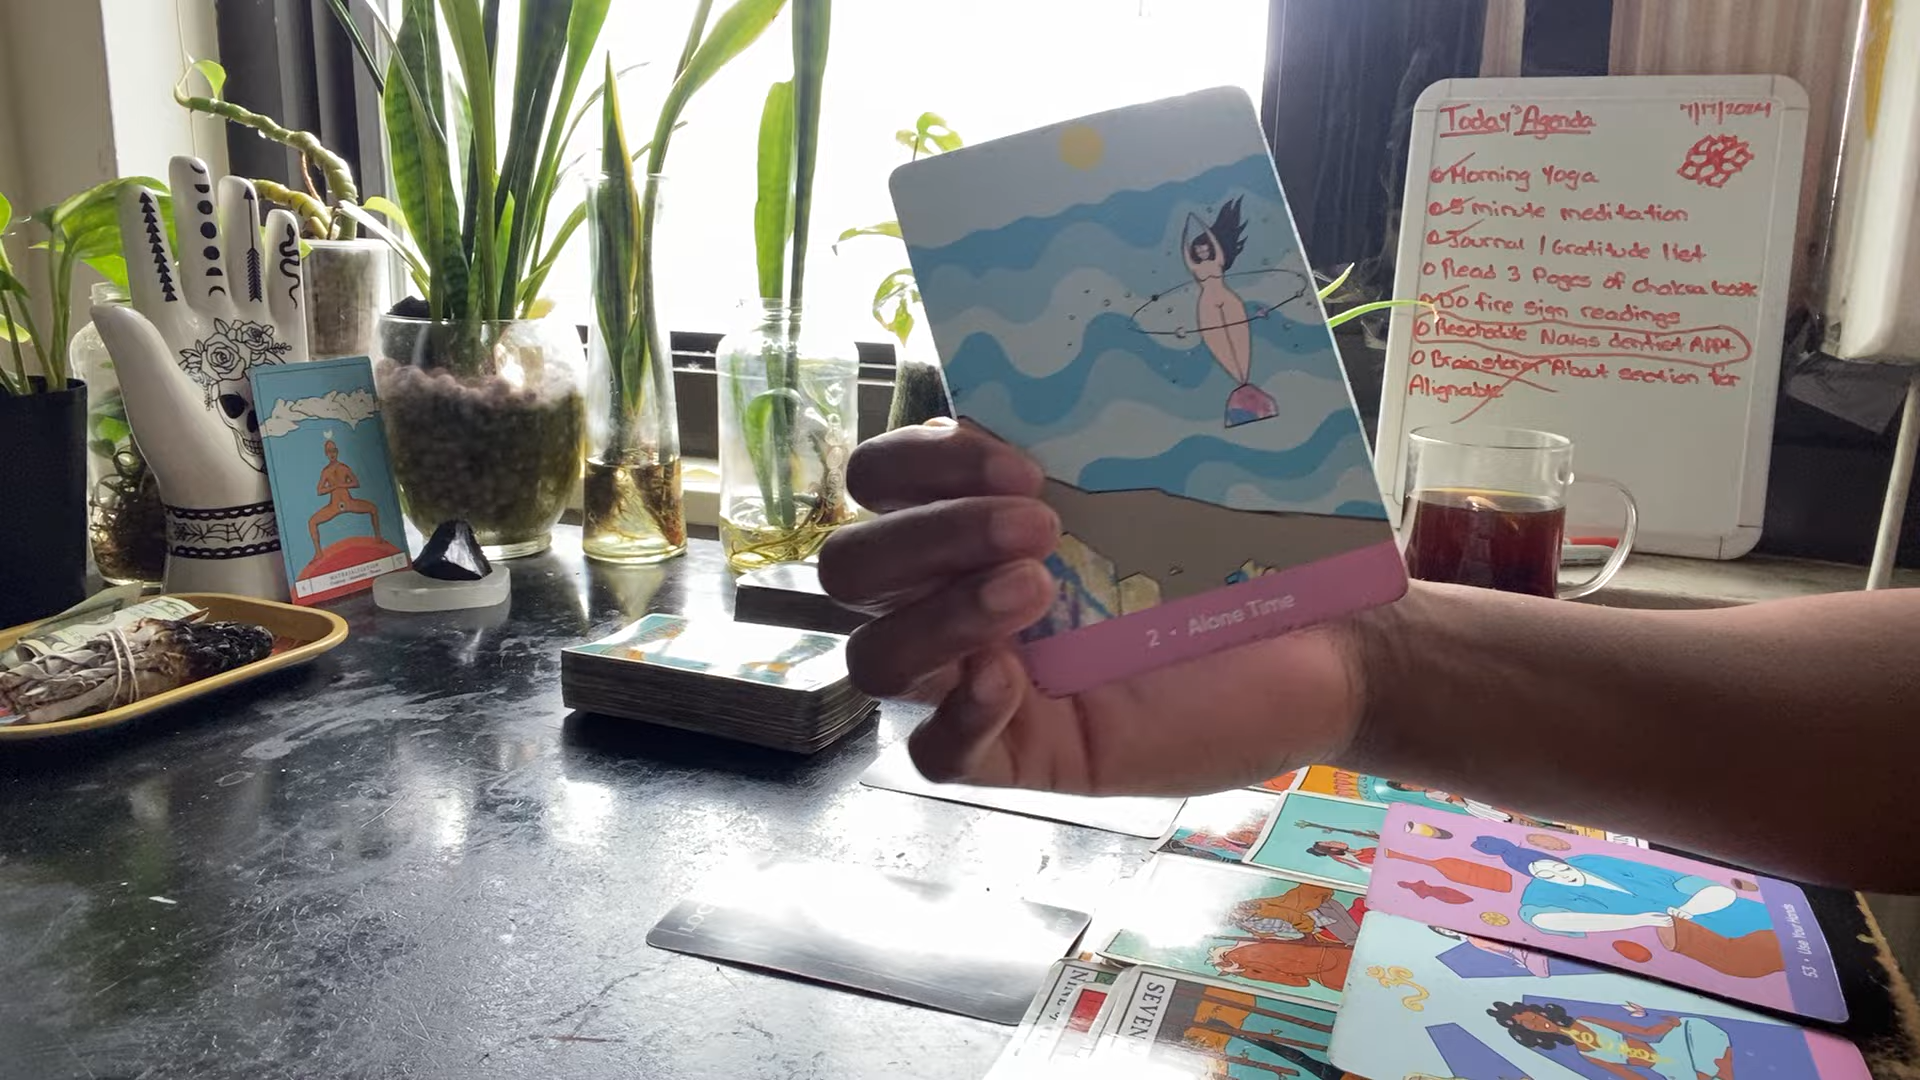 Today's Agenda
7/17/2024
Morning Yoga
5 minute meditation
Journal / Gratitude list
Read 3 Pages of chakra book
Do fire sign readings
Reschedule Novas dentist Appt
Brainstorm About section for
Alignable
2 • Alone Time
53 • Use Your Hands
NINE
SEVEN